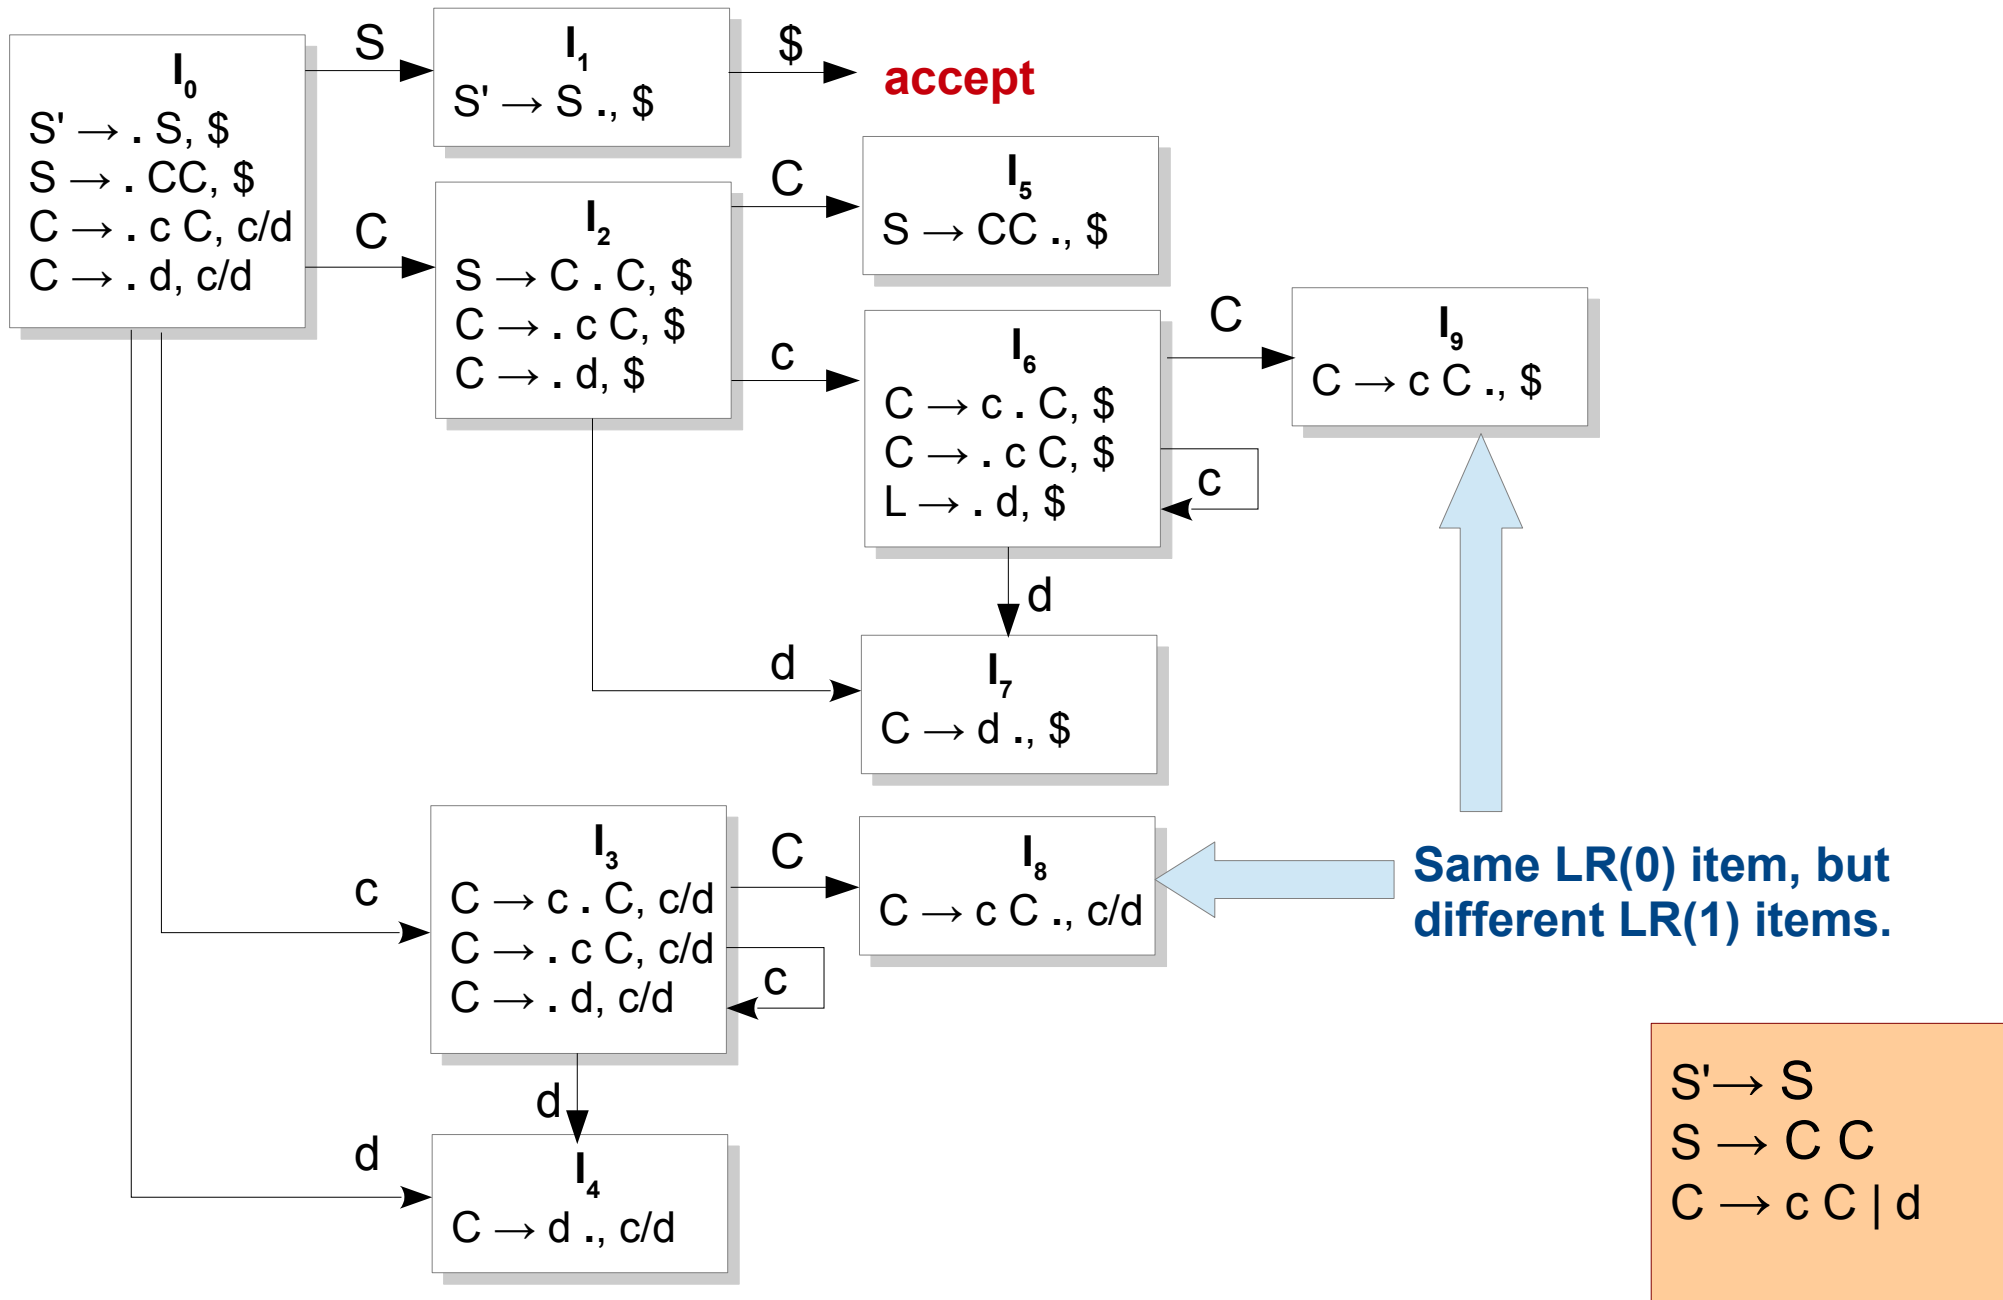 I0
S' → . S, $
S → . CC, $
C → . c C, c/d
C → . d, c/d
S
I1
S' → S ., $
$
accept
C
I2
S → C . C, $
C → . c C, $
C → . d, $
C
I5
S → CC ., $
c
I6
C → c . C, $
C → . c C, $
L → . d, $
c
C
I9
C → c C ., $
d
d
I7
C → d ., $
c
I3
C → c . C, c/d
C → . c C, c/d
C → . d, c/d
c
C
I8
C → c C ., c/d
Same LR(0) item, but
different LR(1) items.
d
d
I4
C → d ., c/d
S'→ S
S → C C
C → c C | d